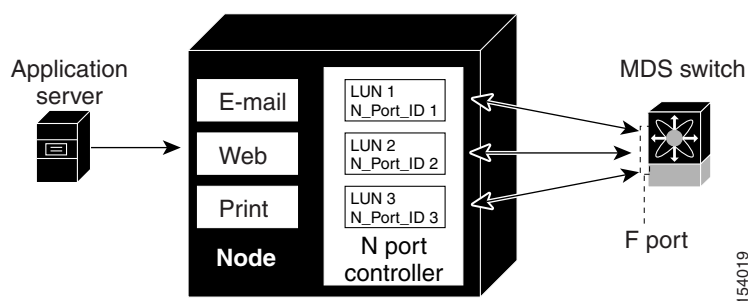 Application
server
E-mail
Web
Print
Node
LUN 1
N_Port_ID 1
LUN 2
N_Port_ID 2
LUN 3
N_Port_ID 3
N port
controller
MDS switch
F port
154019